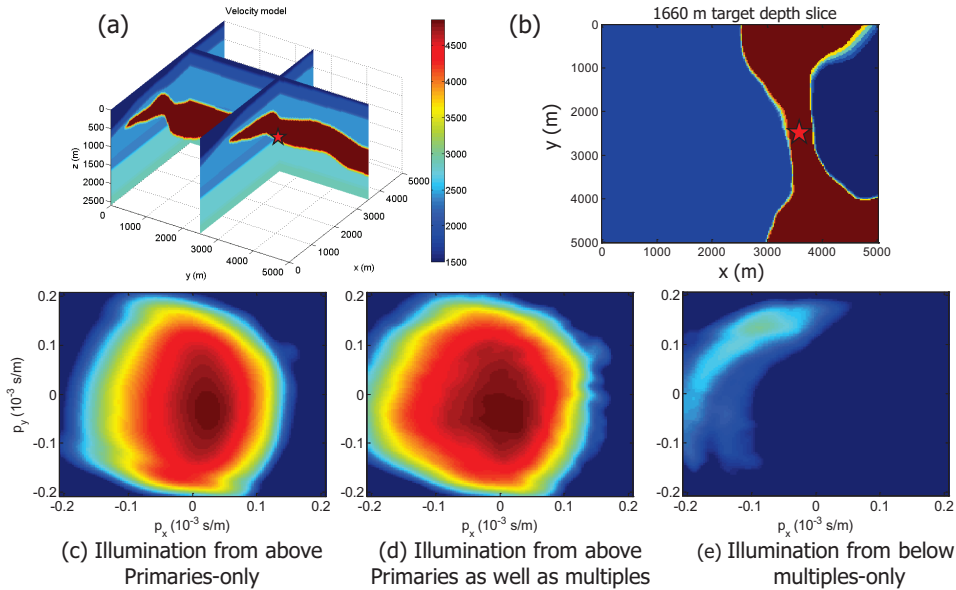 (a)
Velocity model
0
500
1000
1500
2000
2500
z (m)
0
1000
2000
3000
4000
5000
y (m)
0
1000
2000
3000
4000
5000
x (m)
4500
4000
3500
3000
2500
2000
1500
(b)
1660 m target depth slice
0
1000
2000
3000
4000
5000
y (m)
0 1000 2000 3000 4000 5000
x (m)
0.2
0.1
0
-0.1
-0.2
py (10-3 s/m)
-0.2 -0.1 0 0.1 0.2
px (10-3 s/m)
(c) Illumination from above
Primaries-only
0.2
0.1
0
-0.1
-0.2
-0.2 -0.1 0 0.1 0.2
px (10-3 s/m)
(d) Illumination from above
Primaries as well as multiples
0.2
0.1
0
-0.1
-0.2
-0.2 -0.1 0 0.1 0.2
px (10-3 s/m)
(e) Illumination from below
multiples-only